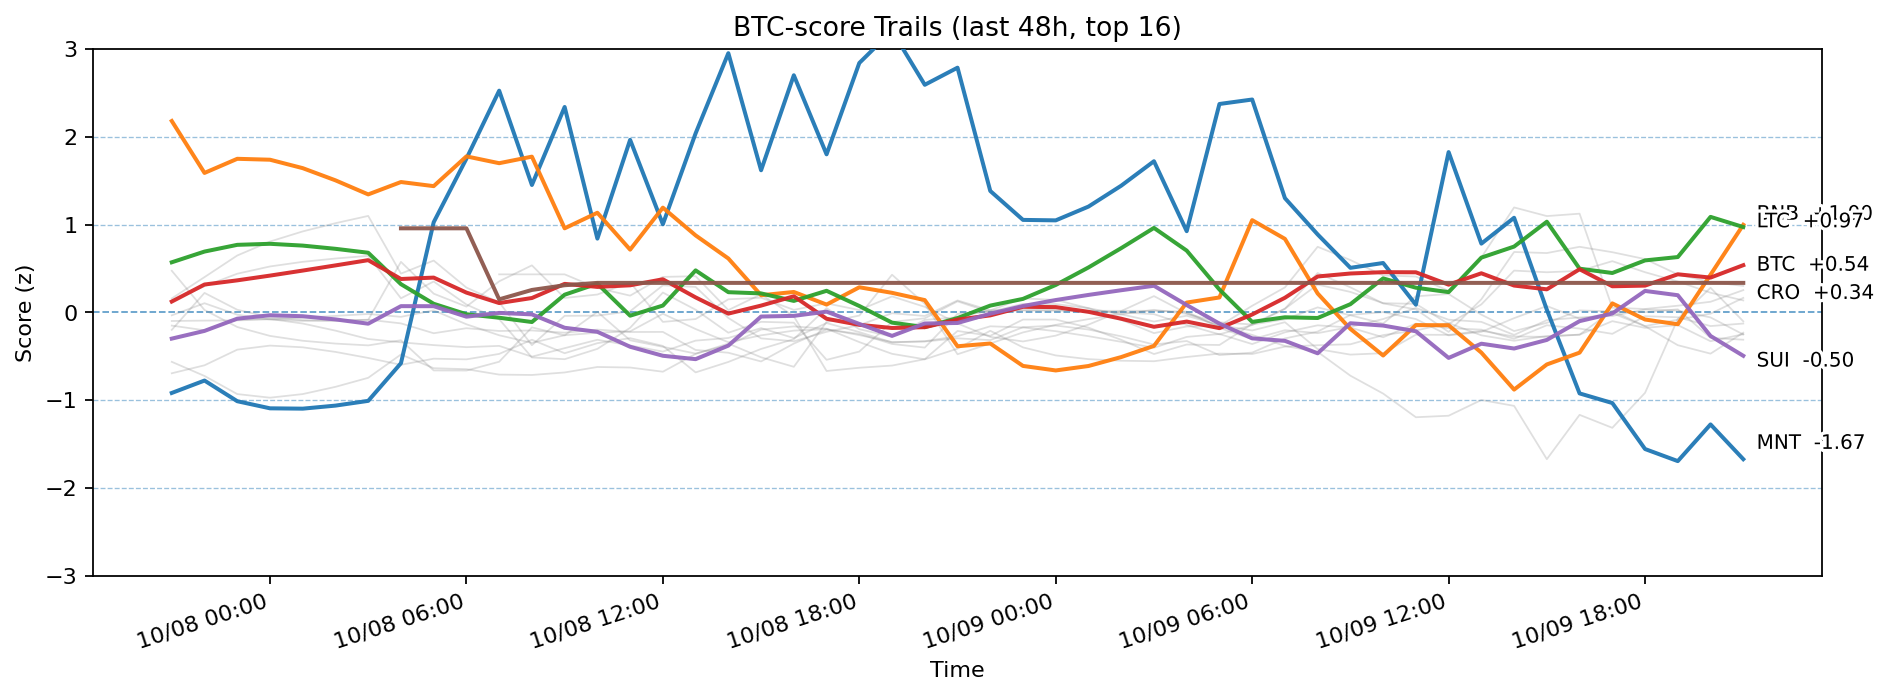 BTC-score Trails (last 48h, top 16)
Score (z)
3
2
1
0
−1
−2
−3
LTC +0.97
BTC +0.54
CRO +0.34
SUI -0.50
MNT -1.67
10/08 00:00
10/08 06:00
10/08 12:00
10/08 18:00
10/09 00:00
10/09 06:00
10/09 12:00
10/09 18:00
Time